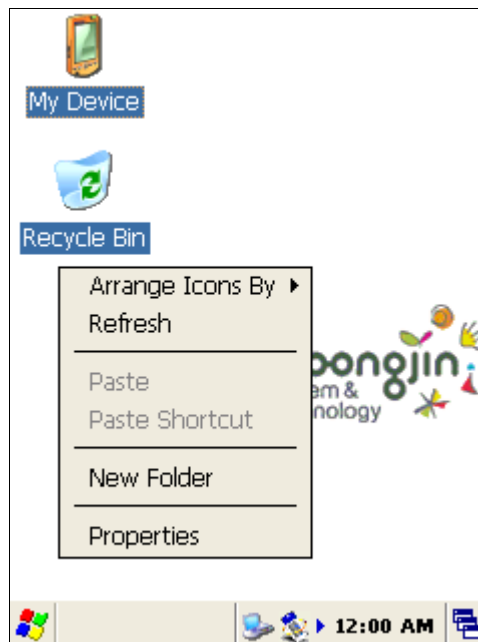 My Device
Recycle Bin
Arrange Icons By
Refresh
Paste
Paste Shortcut
New Folder
Properties
12:00 AM